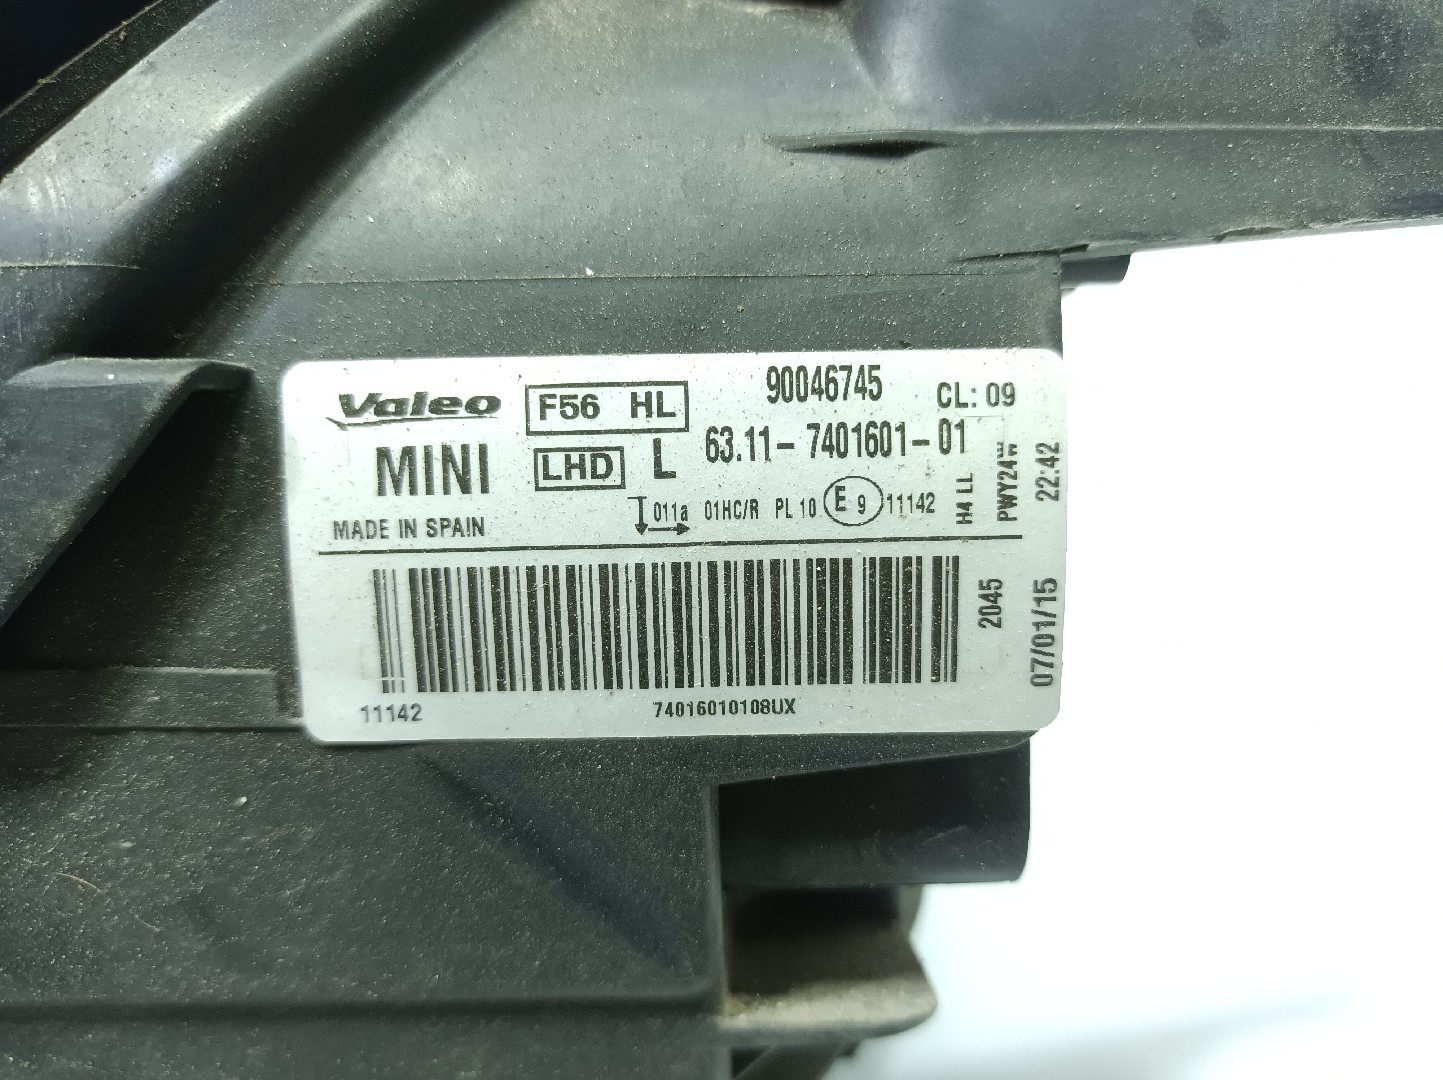 Valeo
F56 HL
90046745
CL: 09
MINI
LHD L
63.11-7401601-01
MADE IN SPAIN
011a 01HC/R PL 10 E 9 11142
H4 LL
PWY24W
22:42
2045
07/01/15
11142
74016010108UX